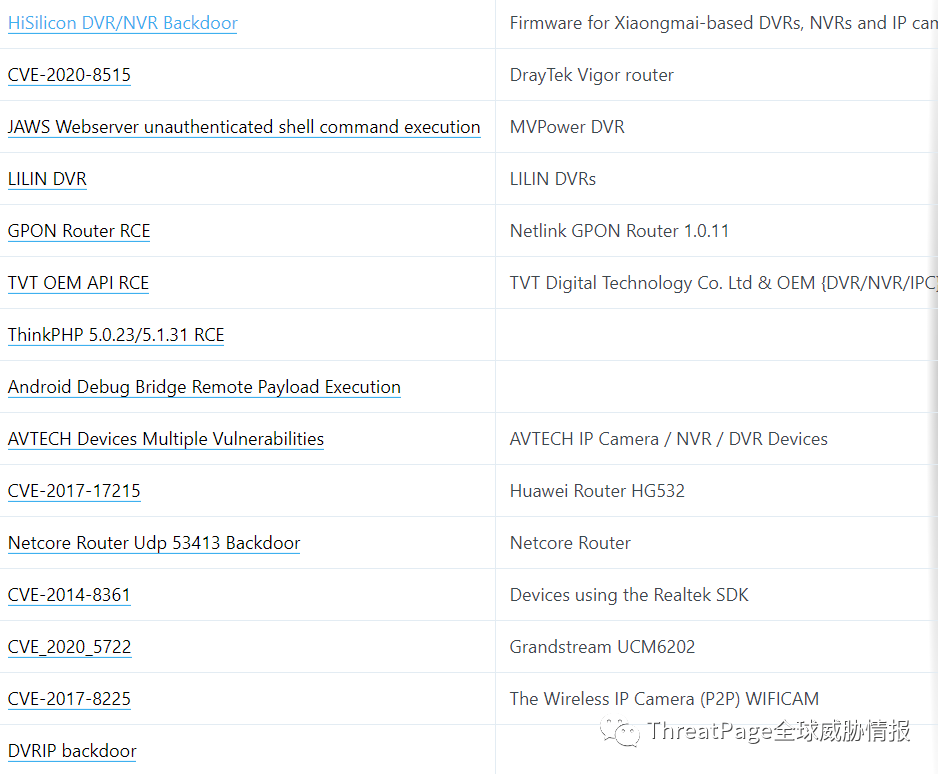 HiSilicon DVR/NVR Backdoor Firmware for Xiaongmai-based DVRs, NVRs and IP cam
CVE-2020-8515 DrayTek Vigor router
JAWS Webserver unauthenticated shell command execution MVPower DVR
LILIN DVR LILIN DVRs
GPON Router RCE Netlink GPON Router 1.0.11
TVT OEM API RCE TVT Digital Technology Co. Ltd & OEM {DVR/NVR/IPC}
ThinkPHP 5.0.23/5.1.31 RCE
Android Debug Bridge Remote Payload Execution
AVTECH Devices Multiple Vulnerabilities AVTECH IP Camera / NVR / DVR Devices
CVE-2017-17215 Huawei Router HG532
Netcore Router Udp 53413 Backdoor Netcore Router
CVE-2014-8361 Devices using the Realtek SDK
CVE_2020_5722 Grandstream UCM6202
CVE-2017-8225 The Wireless IP Camera (P2P) WIFICAM
ThreatPage全球威胁情报
DVRIP backdoor